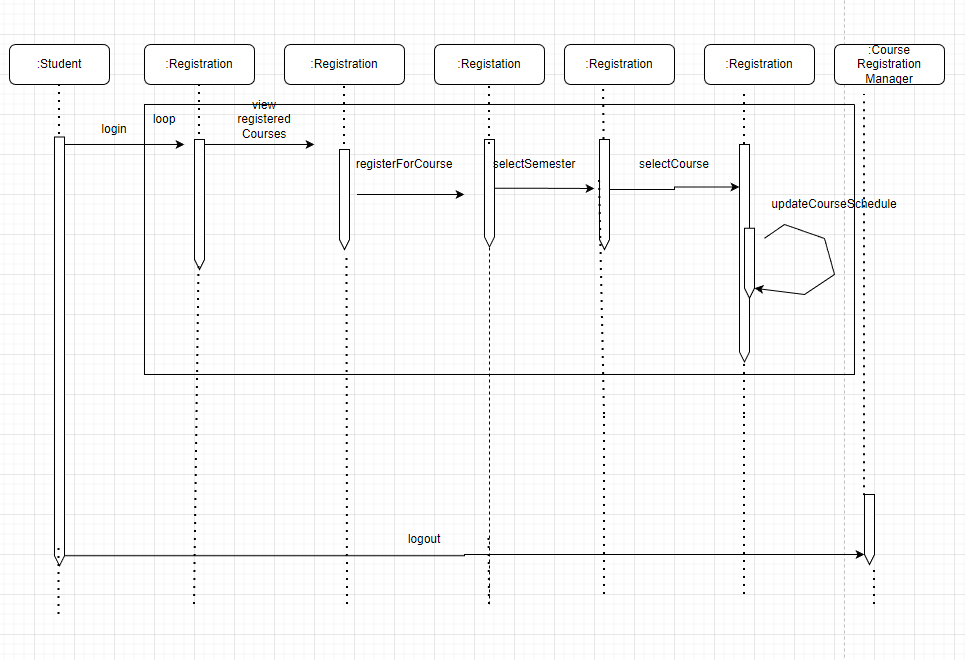 :Student
:Registration
:Registration
:Registation
:Registration
:Registration
:Course
Registration
Manager
login
loop
view
registered
Courses
registerForCourse
selectSemester
selectCourse
updateCourseSchedule
logout